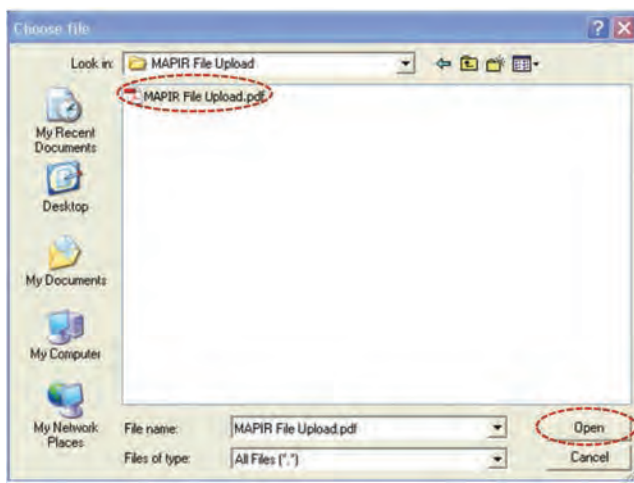 Choose file
Look in:
MAPIR File Upload
MAPIR File Upload.pdf
My Recent
Documents
Desktop
My Documents
My Computer
My Network
Places
File name:
MAPIR File Upload.pdf
Open
Files of type:
All Files (*.*)
Cancel